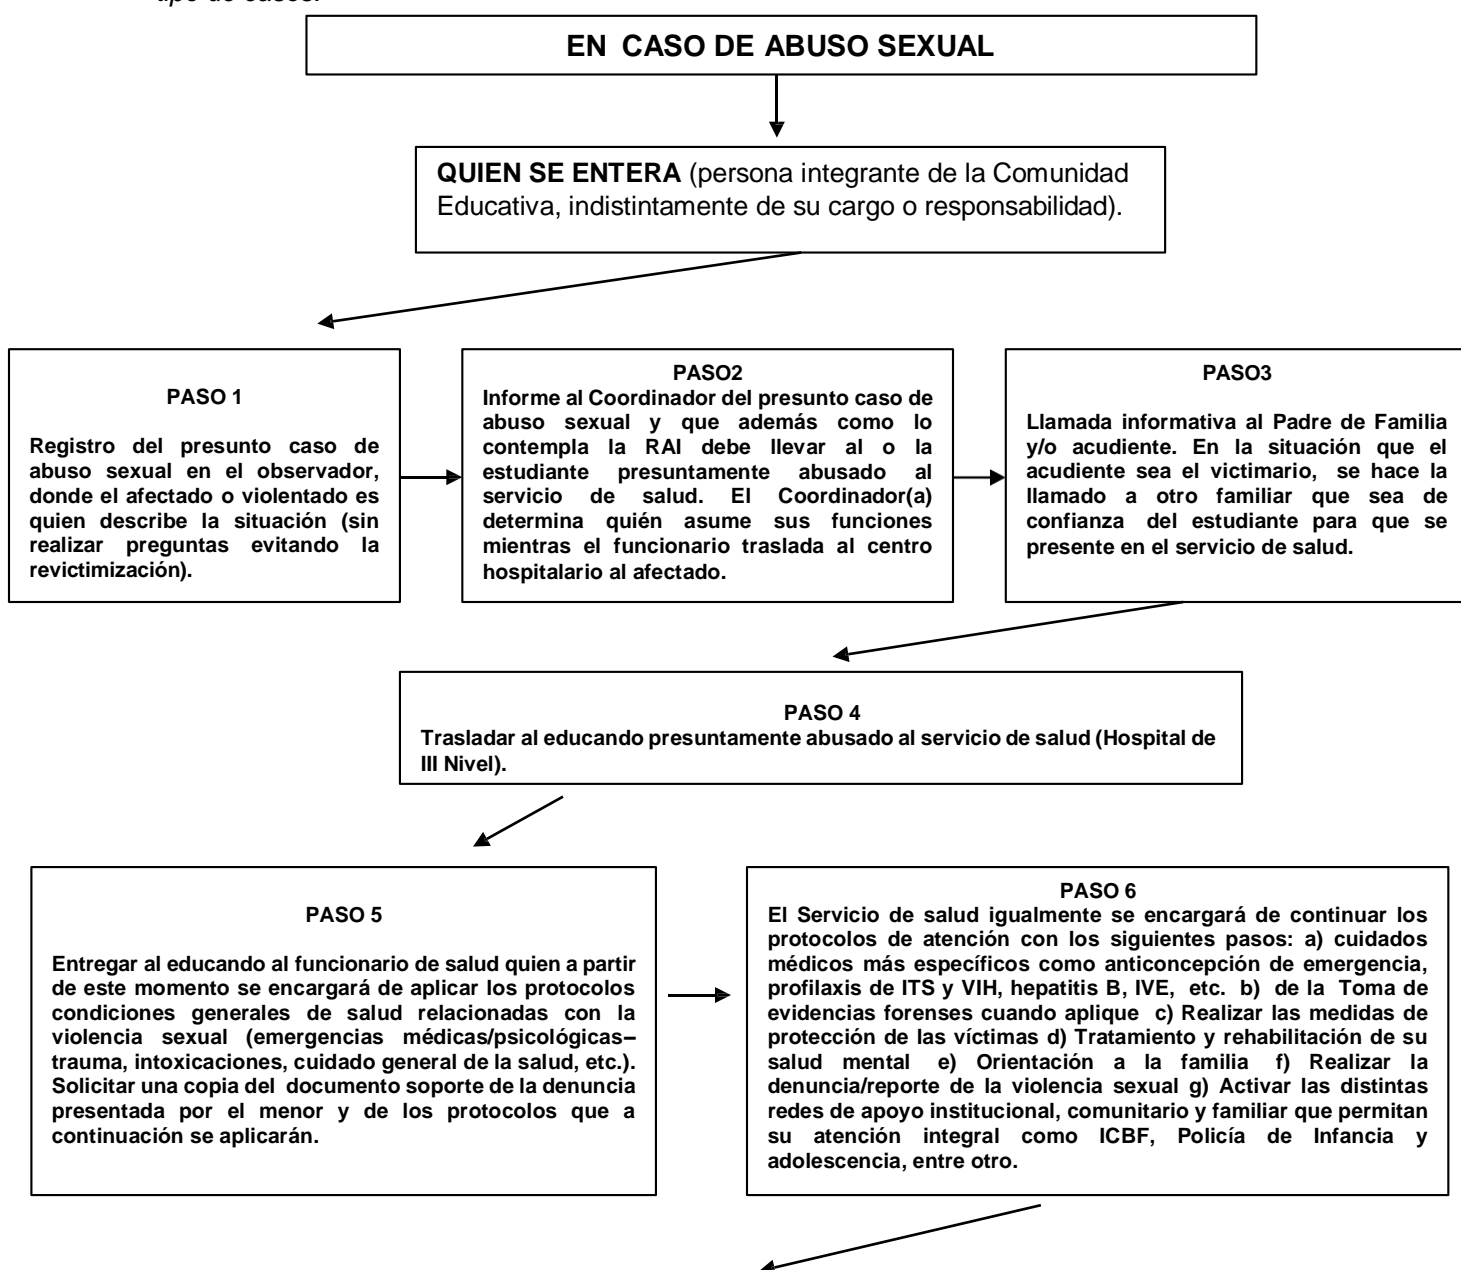 tipo de casos.
EN CASO DE ABUSO SEXUAL
QUIEN SE ENTERA (persona integrante de la Comunidad
Educativa, indistintamente de su cargo o responsabilidad).
PASO 1
Registro del presunto caso de
abuso sexual en el observador,
donde el afectado o violentado es
quien describe la situación (sin
realizar preguntas evitando la
revictimización).
PASO2
Informe al Coordinador del presunto caso de
abuso sexual y que además como lo
contempla la RAI debe llevar al o la
estudiante presuntamente abusado al
servicio de salud. El Coordinador(a)
determina quién asume sus funciones
mientras el funcionario traslada al centro
hospitalario al afectado.
PASO3
Llamada informativa al Padre de Familia
y/o acudiente. En la situación que el
acudiente sea el victimario, se hace la
llamado a otro familiar que sea de
confianza del estudiante para que se
presente en el servicio de salud.
PASO 4
Trasladar al educando presuntamente abusado al servicio de salud (Hospital de
III Nivel).
PASO 5
Entregar al educando al funcionario de salud quien a partir
de este momento se encargará de aplicar los protocolos
condiciones generales de salud relacionadas con la
violencia sexual (emergencias médicas/psicológicas–
trauma, intoxicaciones, cuidado general de la salud, etc.).
Solicitar una copia del documento soporte de la denuncia
presentada por el menor y de los protocolos que a
continuación se aplicarán.
PASO 6
El Servicio de salud igualmente se encargará de continuar los
protocolos de atención con los siguientes pasos: a) cuidados
médicos más específicos como anticoncepción de emergencia,
profilaxis de ITS y VIH, hepatitis B, IVE, etc. b) de la Toma de
evidencias forenses cuando aplique c) Realizar las medidas de
protección de las víctimas d) Tratamiento y rehabilitación de su
salud mental e) Orientación a la familia f) Realizar la
denuncia/reporte de la violencia sexual g) Activar las distintas
redes de apoyo institucional, comunitario y familiar que permitan
su atención integral como ICBF, Policía de Infancia y
adolescencia, entre otro.